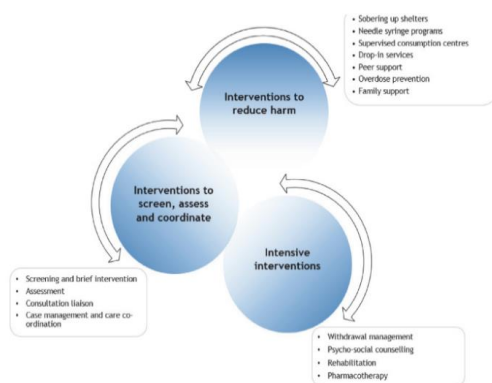 • Sobering up shelters
• Needle syringe programs
• Supervised consumption centres
• Drop-in services
• Peer support
• Overdose prevention
• Family support
Interventions to
reduce harm
Interventions to
screen, assess
and coordinate
Intensive
interventions
• Screening and brief intervention
• Assessment
• Consultation liaison
• Case management and care co-
ordination
• Withdrawal management
• Psycho-social counselling
• Rehabilitation
• Pharmacotherapy